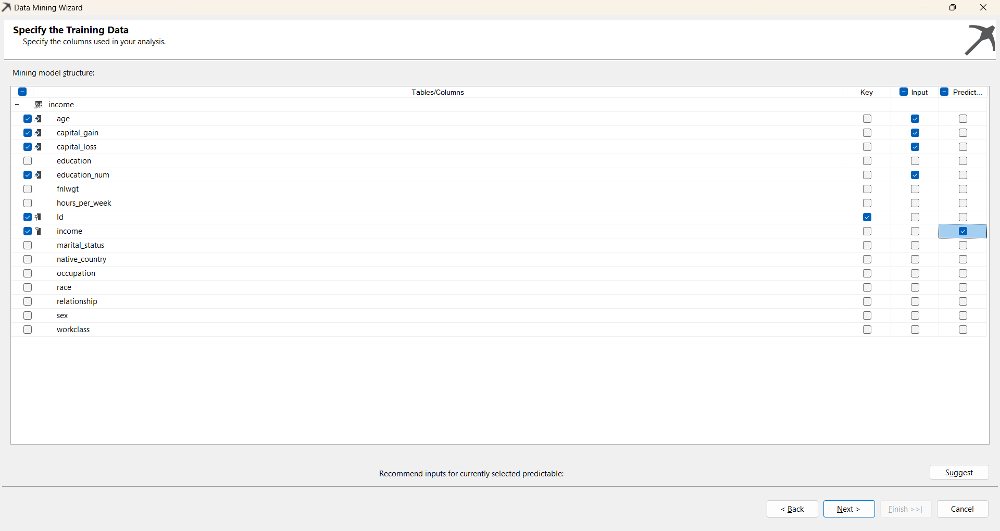 Data Mining Wizard
Specify the Training Data
Specify the columns used in your analysis.
Mining model structure:
Tables/Columns Key Input Predict...
income
age
capital_gain
capital_loss
education
education_num
fnlwgt
hours_per_week
Id
income
marital_status
native_country
occupation
race
relationship
sex
workclass
Recommend inputs for currently selected predictable: Suggest
< Back Next > Finish >>| Cancel